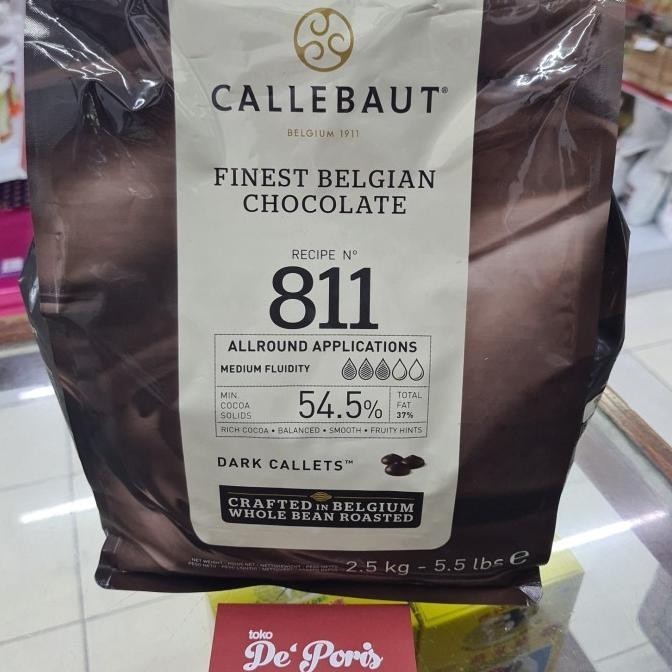 CALLEBAUT®
BELGIUM 1911
FINEST BELGIAN
CHOCOLATE
RECIPE N°
811
ALLROUND APPLICATIONS
MEDIUM FLUIDITY
MIN.
COCOA
SOLIDS
54.5%
TOTAL
FAT
37%
RICH COCOA • BALANCED • SMOOTH • FRUITY HINTS
DARK CALLETS™
CRAFTED IN BELGIUM
WHOLE BEAN ROASTED
2.5 kg - 5.5 lbs e
toko
De' Poris